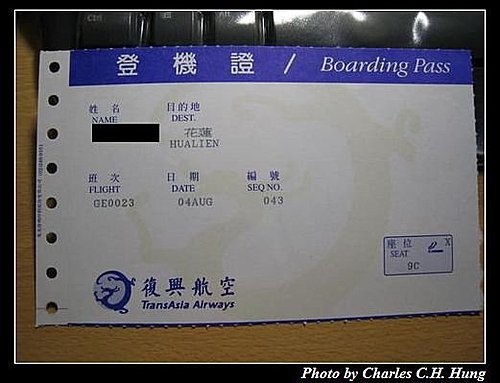 Ctrl
登機證 / Boarding Pass
姓名 目的地
NAME DEST.
花蓮
HUALIEN
班次 日期 編號
FLIGHT DATE SEQ NO.
GE0023 04AUG 043
座位 X
SEAT
9C
復興航空
TransAsia Airways
Photo by Charles C.H. Hung